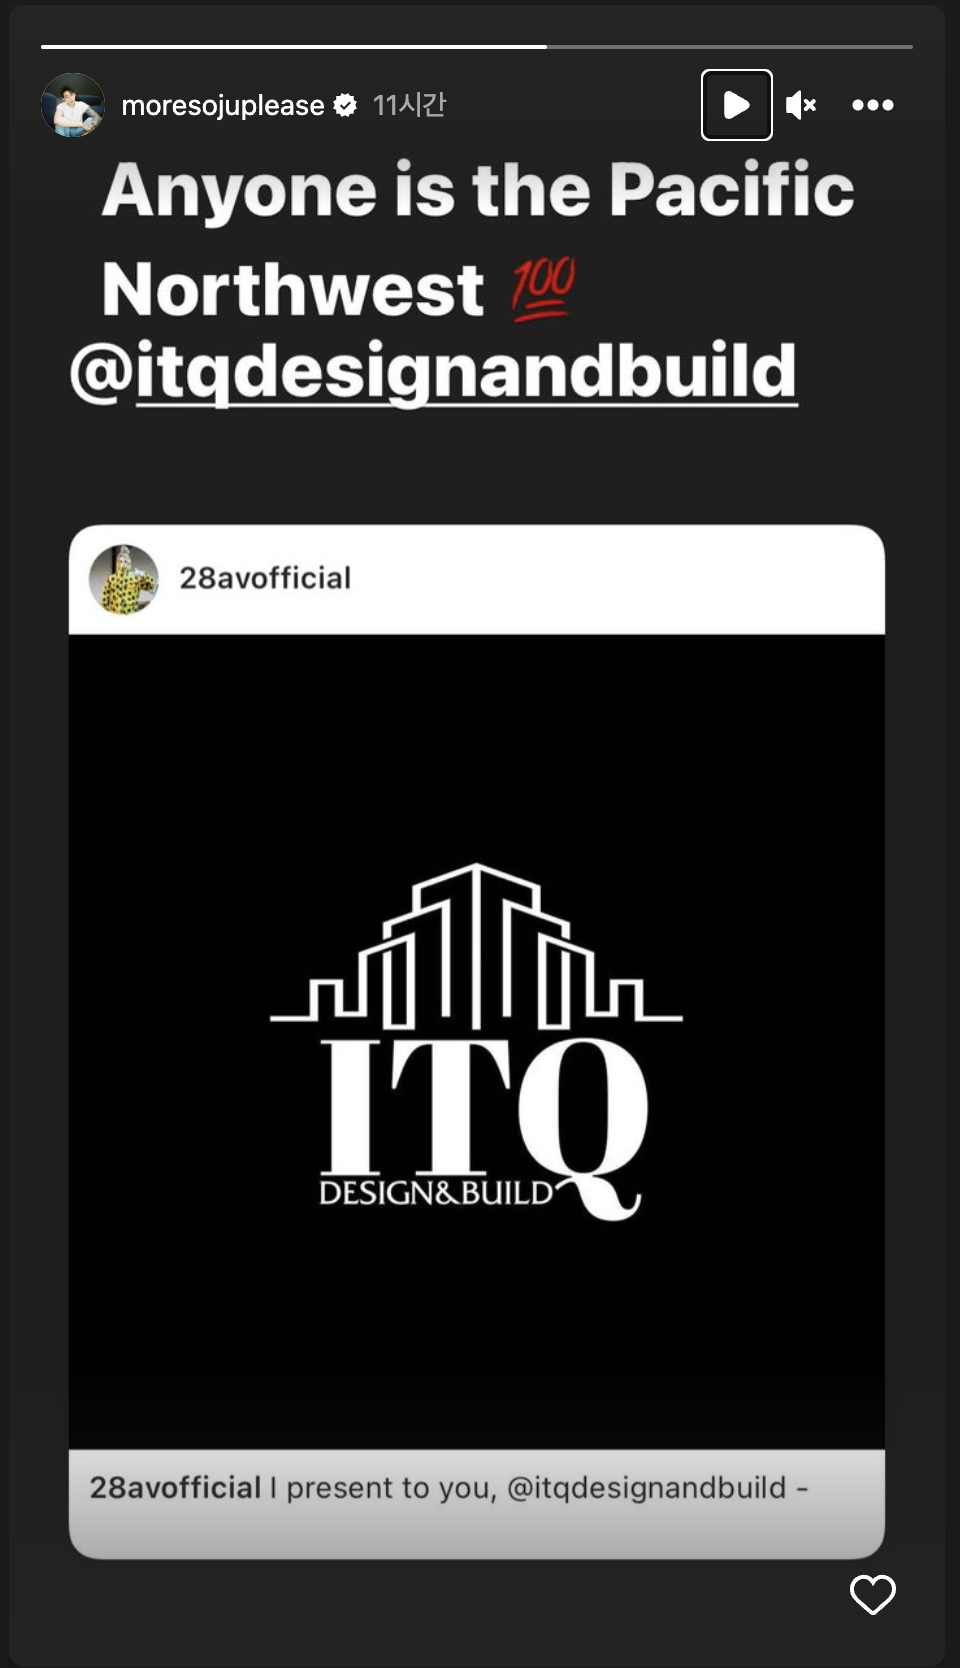 moresojuplease 11시간
Anyone is the Pacific
Northwest 💯
@itqdesignandbuild
28avofficial
ITQ
DESIGN&BUILD
28avofficial I present to you, @itqdesignandbuild -